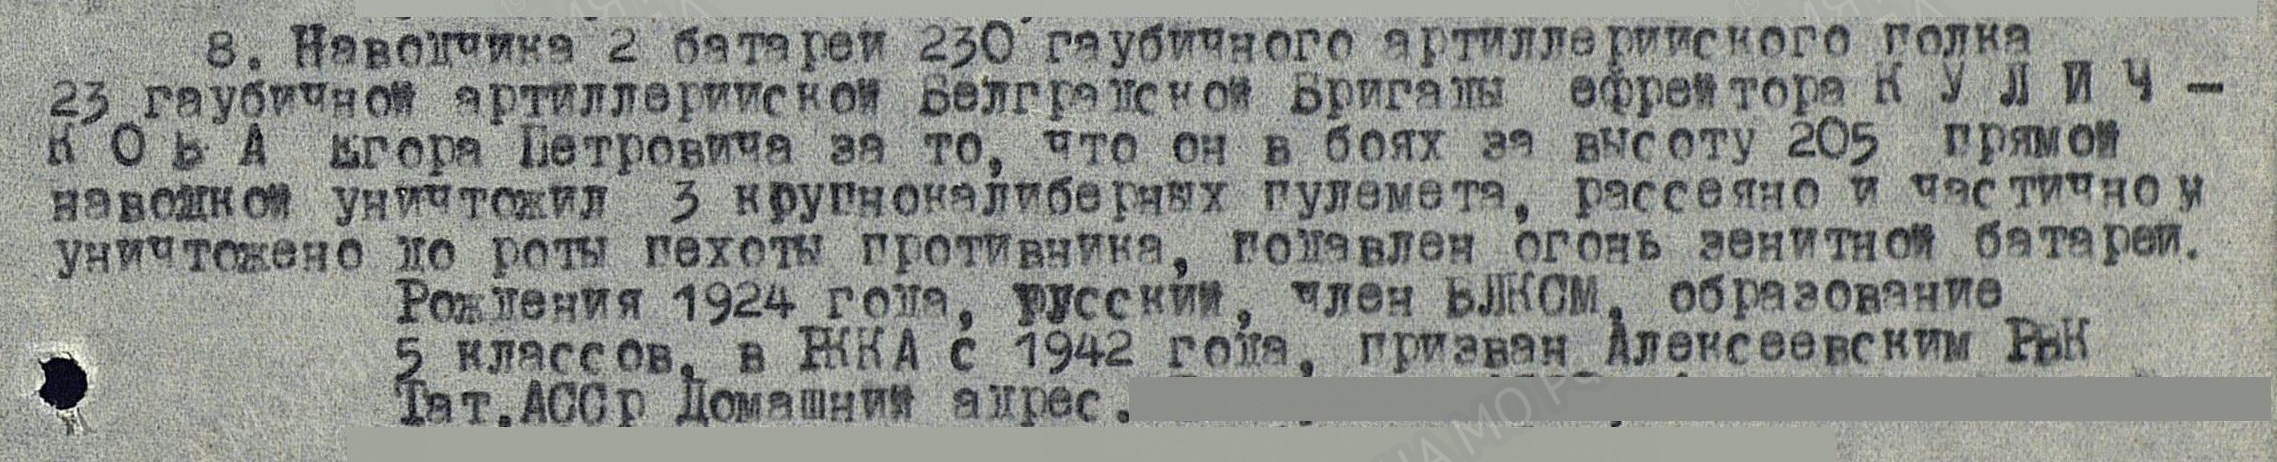 8. Наводчика 2 батареи 230 гаубичного артиллерийского полка
23 гаубичной артиллерийской Белградской Бригады ефрейтора К У Л И Ч -
К О В А Егора Петровича за то, что он в боях за высоту 205 прямой
наводкой уничтожил 3 крупнокалиберных пулемета, рассеяно и частично
уничтожено до роты пехоты противника, подавлен огонь зенитной батареи.
Рождения 1924 года, русский, член ВЛКСМ, образование
5 классов, в РККА с 1942 года, призван Алексеевским РВК
Тат.АССр Домашний адрес.